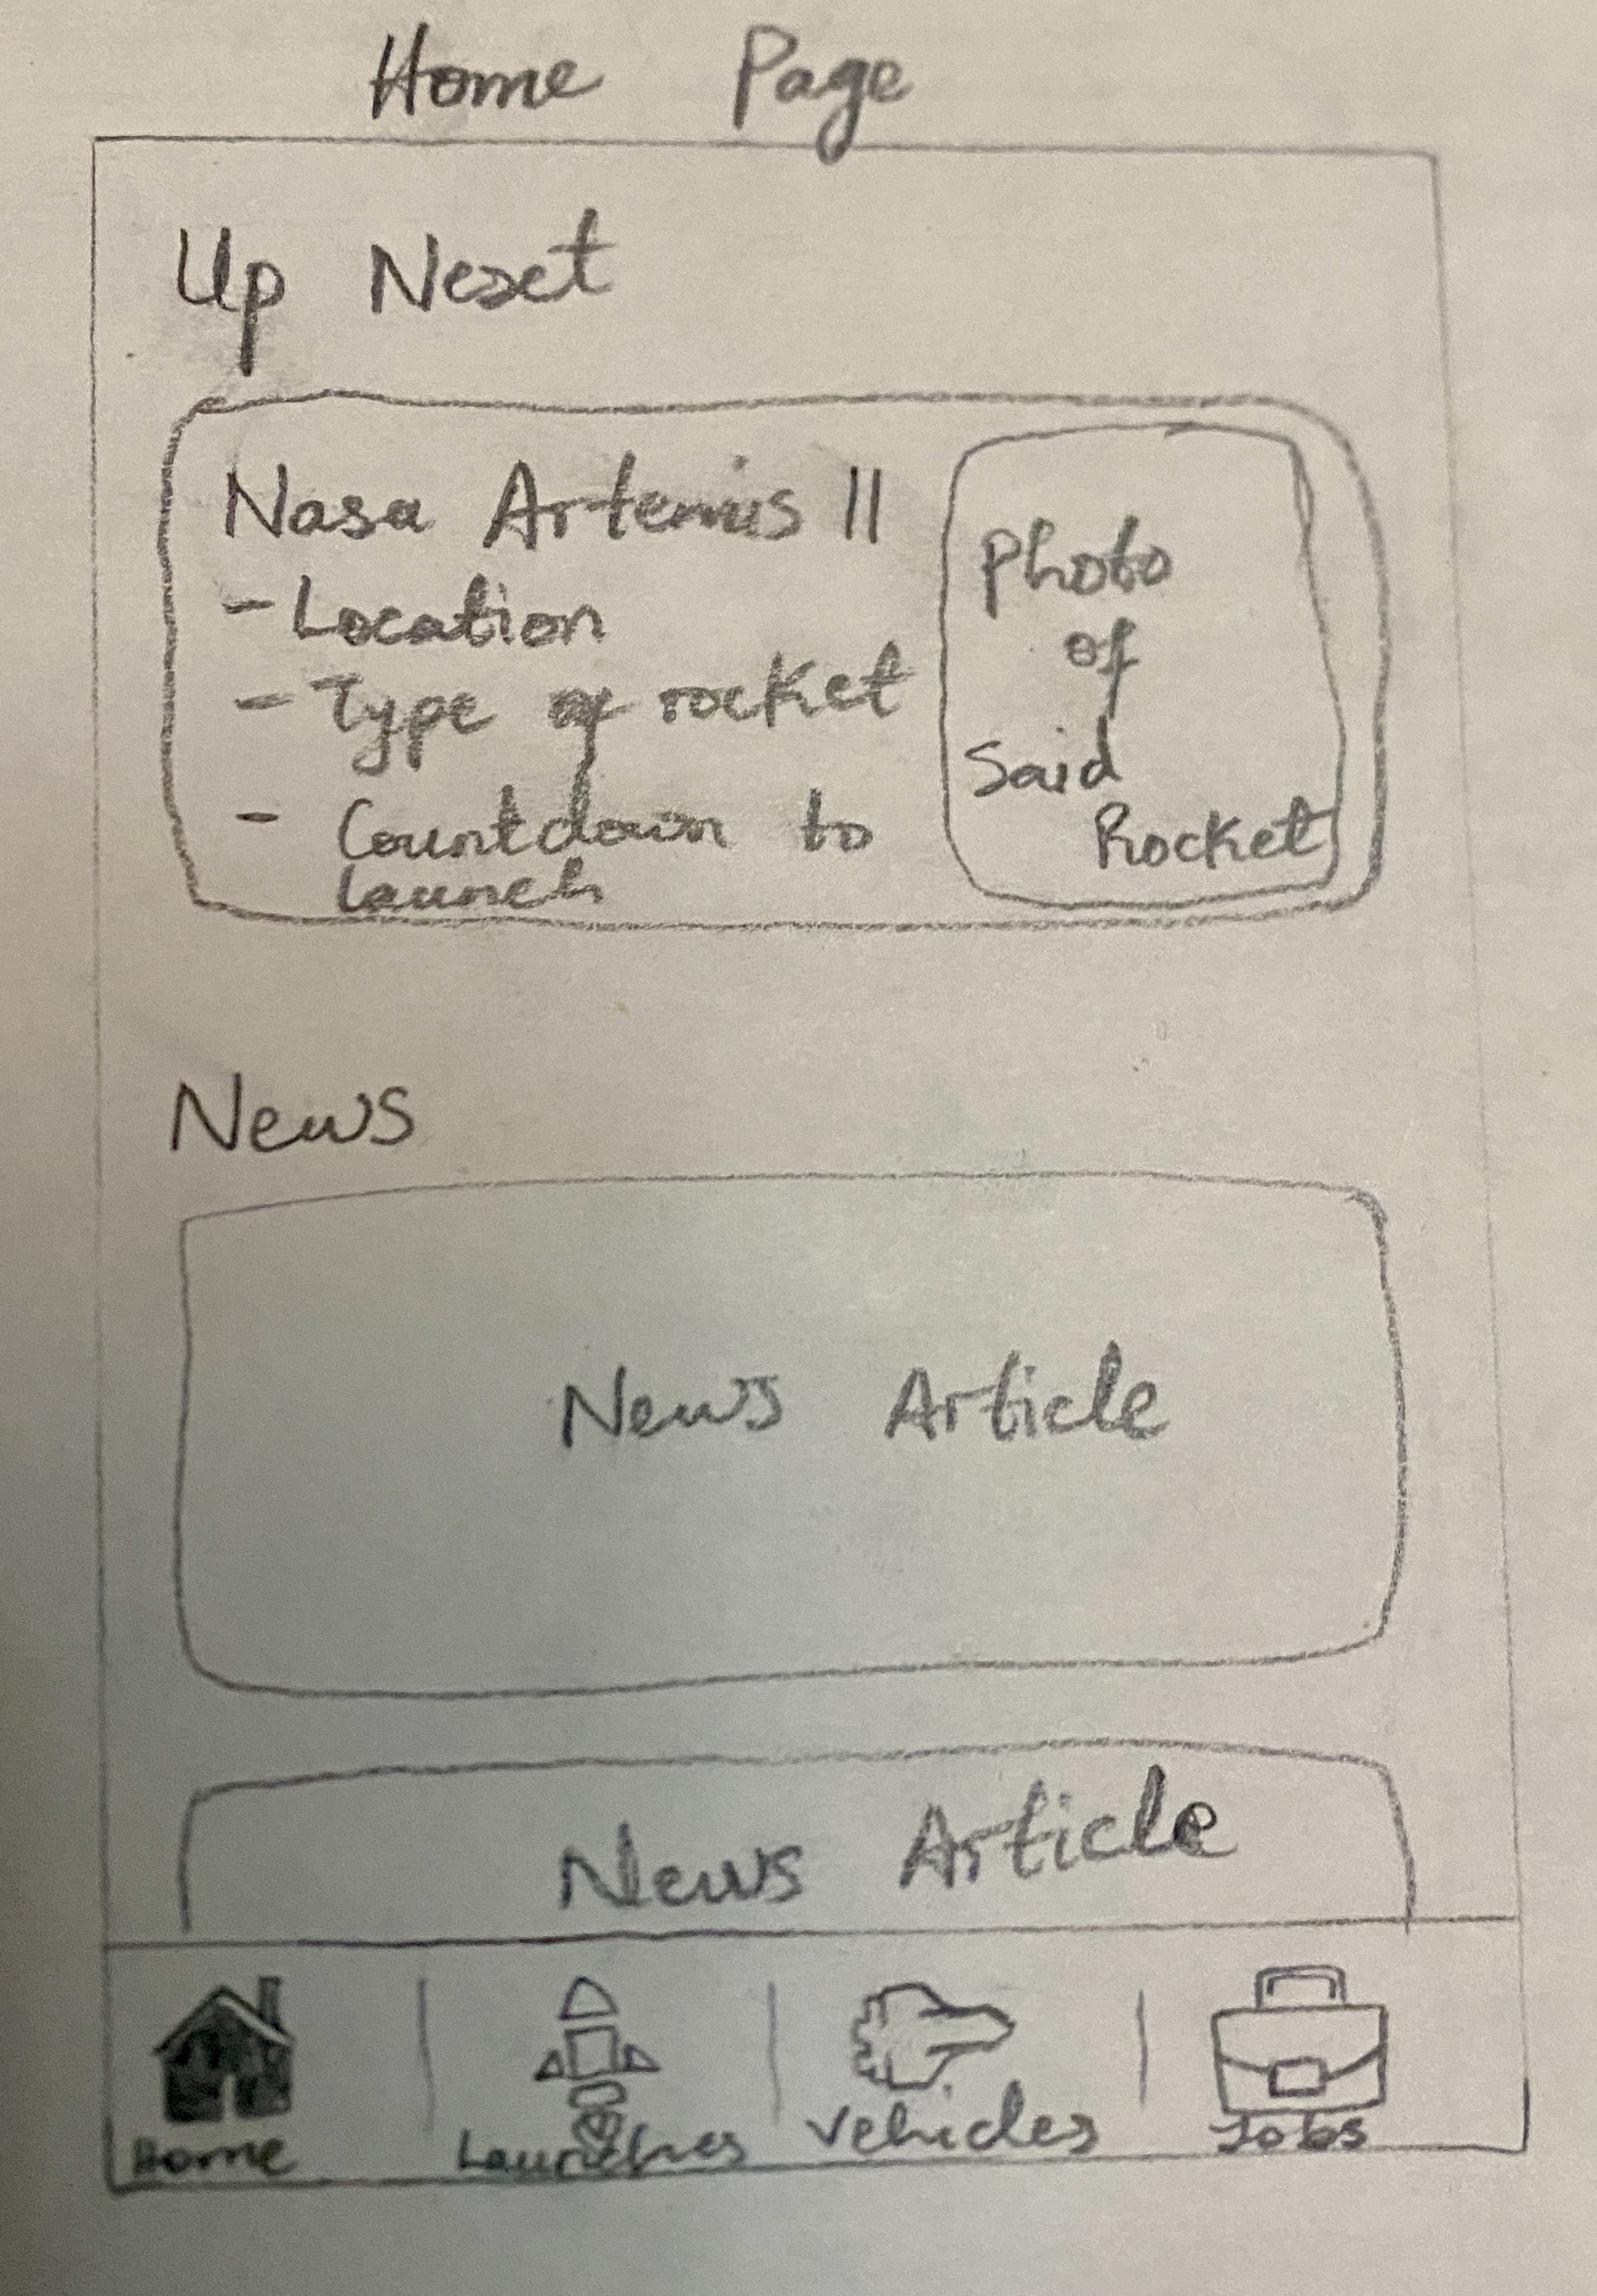 Home Page
Up Next
Nasa Artemis II
- Location
- Type of rocket
- Countdown to
launch
Photo
of
Said
Rocket
News
News Article
News Article
Home
Launches
Vehicles
Jobs